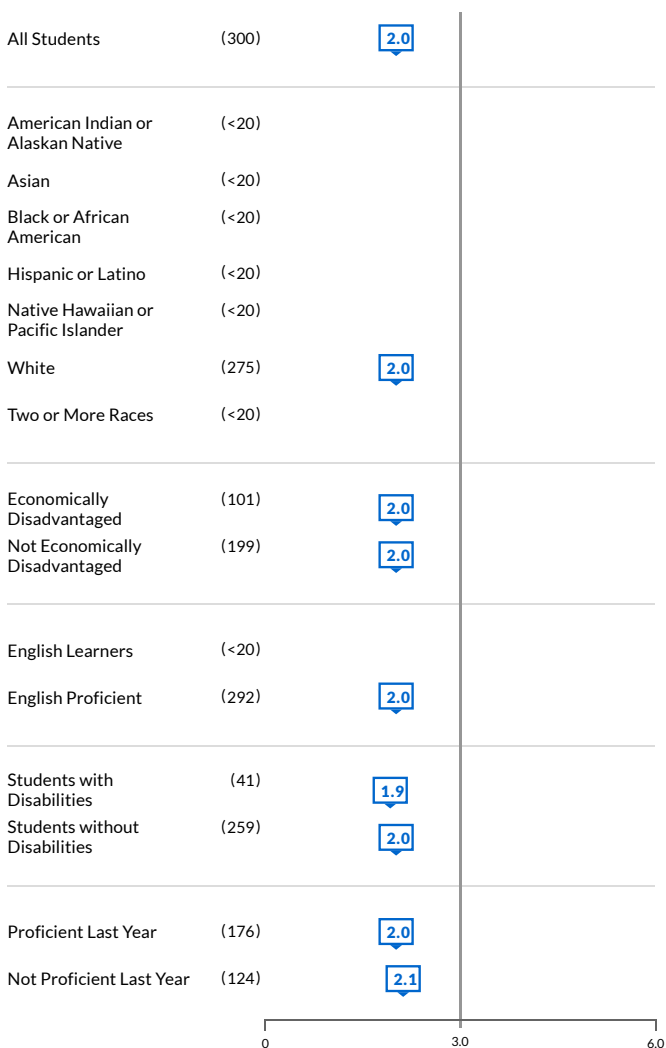 All Students (300) 2.0
American Indian or (<20)
Alaskan Native
Asian (<20)
Black or African (<20)
American
Hispanic or Latino (<20)
Native Hawaiian or (<20)
Pacific Islander
White (275) 2.0
Two or More Races (<20)
Economically (101) 2.0
Disadvantaged
Not Economically (199) 2.0
Disadvantaged
English Learners (<20)
English Proficient (292) 2.0
Students with (41) 1.9
Disabilities
Students without (259) 2.0
Disabilities
Proficient Last Year (176) 2.0
Not Proficient Last Year (124) 2.1
0 3.0 6.0